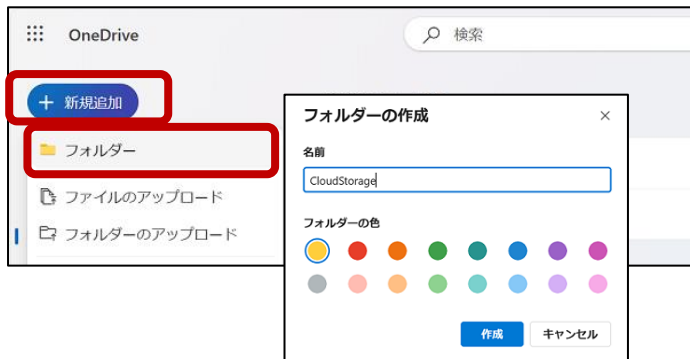 OneDrive
検索
新規追加
フォルダー
ファイルのアップロード
フォルダーのアップロード
フォルダーの作成
名前
CloudStorage
フォルダーの色
作成 キャンセル